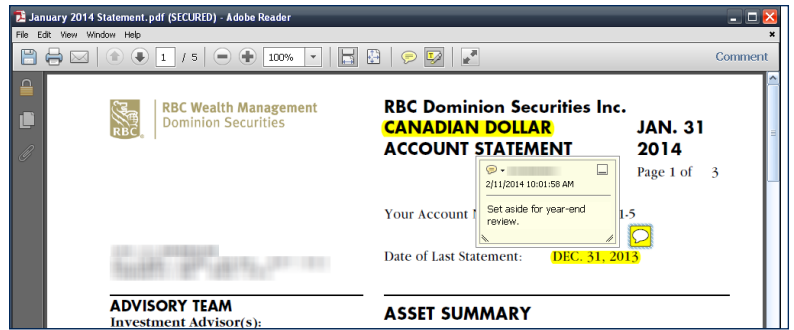 January 2014 Statement.pdf (SECURED) - Adobe Reader
File Edit View Window Help
1 / 5 100% Comment
RBC Wealth Management
Dominion Securities
RBC
RBC Dominion Securities Inc.
CANADIAN DOLLAR JAN. 31
ACCOUNT STATEMENT 2014
Page 1 of 3
2/11/2014 10:01:58 AM
Set aside for year-end
review.
Your Account 1-5
Date of Last Statement: DEC. 31, 2013
ADVISORY TEAM
Investment Advisor(s):
ASSET SUMMARY